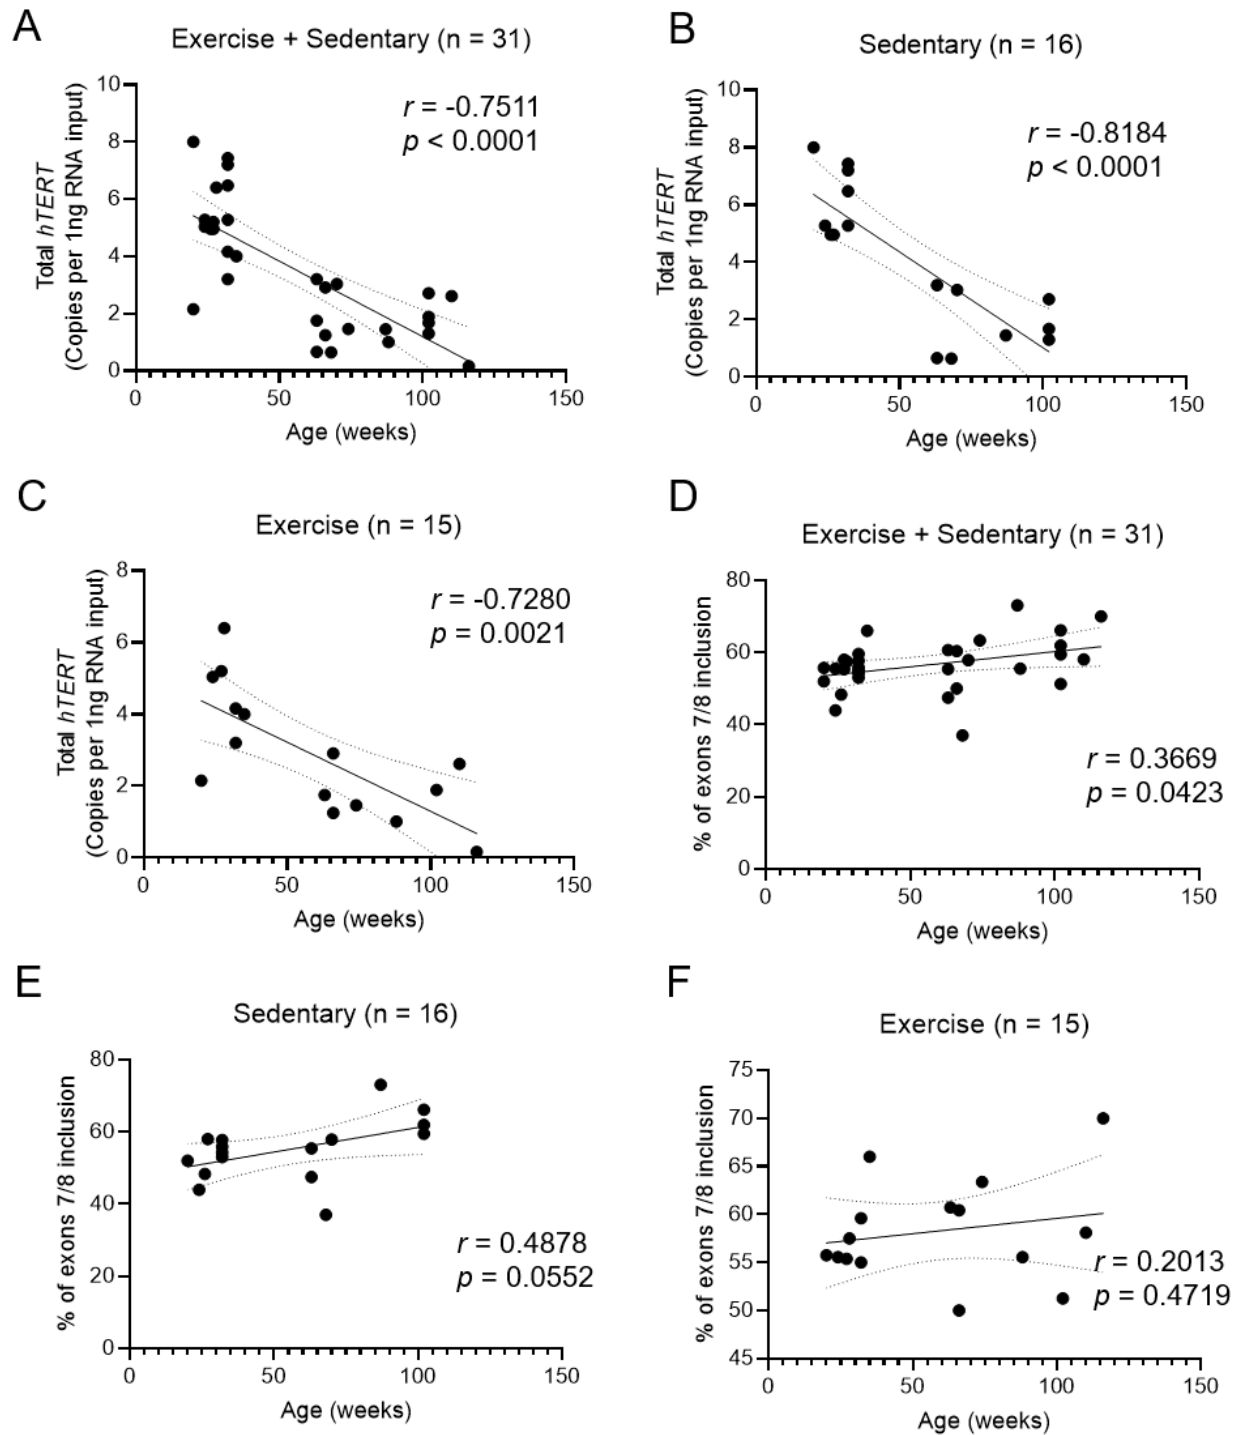 A
Exercise + Sedentary (n = 31)
Total hTERT
(Copies per 1ng RNA input)
10
8
6
4
2
0
r = -0.7511
p < 0.0001
0
50
100
150
Age (weeks)
B
Sedentary (n = 16)
Total hTERT
(Copies per 1ng RNA input)
10
8
6
4
2
0
r = -0.8184
p < 0.0001
0
50
100
150
Age (weeks)
C
Exercise (n = 15)
Total hTERT
(Copies per 1ng RNA input)
8
6
4
2
0
r = -0.7280
p = 0.0021
0
50
100
150
Age (weeks)
D
Exercise + Sedentary (n = 31)
% of exons 7/8 inclusion
80
60
40
20
0
r = 0.3669
p = 0.0423
0
50
100
150
Age (weeks)
E
Sedentary (n = 16)
% of exons 7/8 inclusion
80
60
40
20
0
r = 0.4878
p = 0.0552
0
50
100
150
Age (weeks)
F
Exercise (n = 15)
% of exons 7/8 inclusion
75
70
65
60
55
50
45
r = 0.2013
p = 0.4719
0
50
100
150
Age (weeks)